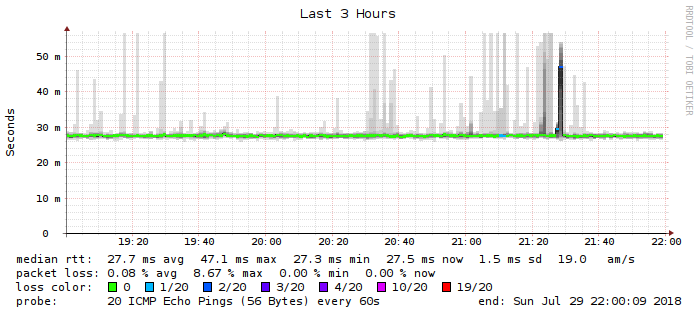 Last 3 Hours
RRDTOOL / TOBI OETIKER
Seconds
50 m
40 m
30 m
20 m
10 m
0
19:20 19:40 20:00 20:20 20:40 21:00 21:20 21:40 22:00
median rtt: 27.7 ms avg 47.1 ms max 27.3 ms min 27.5 ms now 1.5 ms sd 19.0 am/s
packet loss: 0.08 % avg 8.67 % max 0.00 % min 0.00 % now
loss color: 0 1/20 2/20 3/20 4/20 10/20 19/20
probe: 20 ICMP Echo Pings (56 Bytes) every 60s end: Sun Jul 29 22:00:09 2018